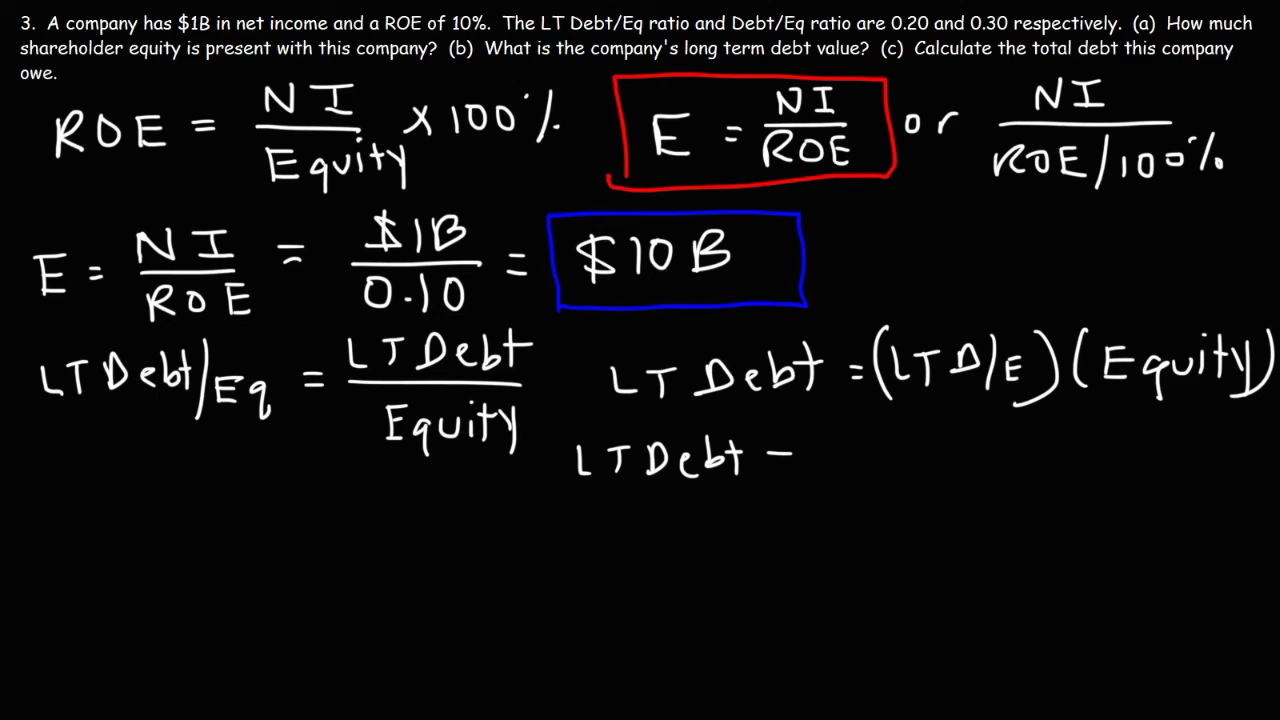 3. A company has $1B in net income and a ROE of 10%. The LT Debt/Eq ratio and Debt/Eq ratio are 0.20 and 0.30 respectively. (a) How much
shareholder equity is present with this company? (b) What is the company's long term debt value? (c) Calculate the total debt this company
owe.
ROE = NI / Equity × 100% E = NI / ROE or NI / ROE/100%
E = NI / ROE = $1B / 0.10 = $10B
LT Debt/Eq = LT Debt / Equity LT Debt = (LTD/E)(Equity)
LT Debt -